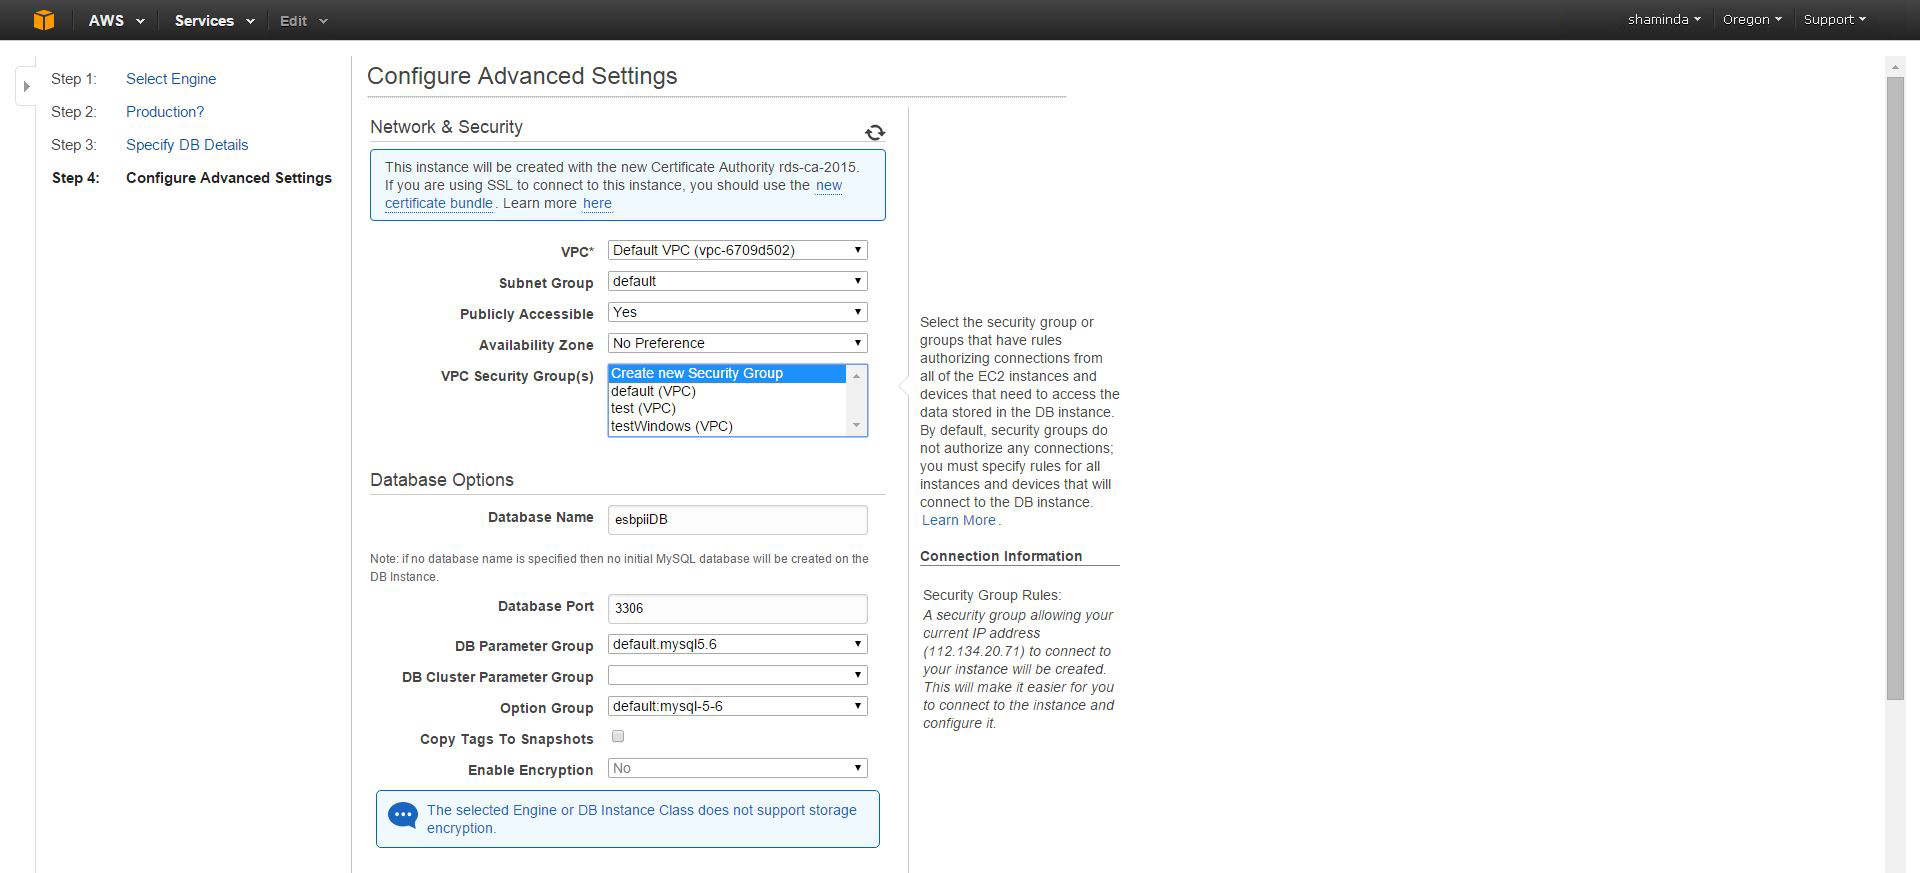 AWS Services Edit shaminda Oregon Support
Step 1: Select Engine
Step 2: Production?
Step 3: Specify DB Details
Step 4: Configure Advanced Settings
Configure Advanced Settings
Network & Security
This instance will be created with the new Certificate Authority rds-ca-2015.
If you are using SSL to connect to this instance, you should use the new
certificate bundle. Learn more here
VPC* Default VPC (vpc-6709d502)
Subnet Group default
Publicly Accessible Yes
Availability Zone No Preference
VPC Security Group(s) Create new Security Group
default (VPC)
test (VPC)
testWindows (VPC)
Database Options
Database Name esbpiiDB
Note: if no database name is specified then no initial MySQL database will be created on the
DB Instance.
Database Port 3306
DB Parameter Group default.mysql5.6
DB Cluster Parameter Group
Option Group default:mysql-5-6
Copy Tags To Snapshots
Enable Encryption No
The selected Engine or DB Instance Class does not support storage
encryption.
Select the security group or
groups that have rules
authorizing connections from
all of the EC2 instances and
devices that need to access the
data stored in the DB instance.
By default, security groups do
not authorize any connections;
you must specify rules for all
instances and devices that will
connect to the DB instance.
Learn More.
Connection Information
Security Group Rules:
A security group allowing your
current IP address
(112.134.20.71) to connect to
your instance will be created.
This will make it easier for you
to connect to the instance and
configure it.